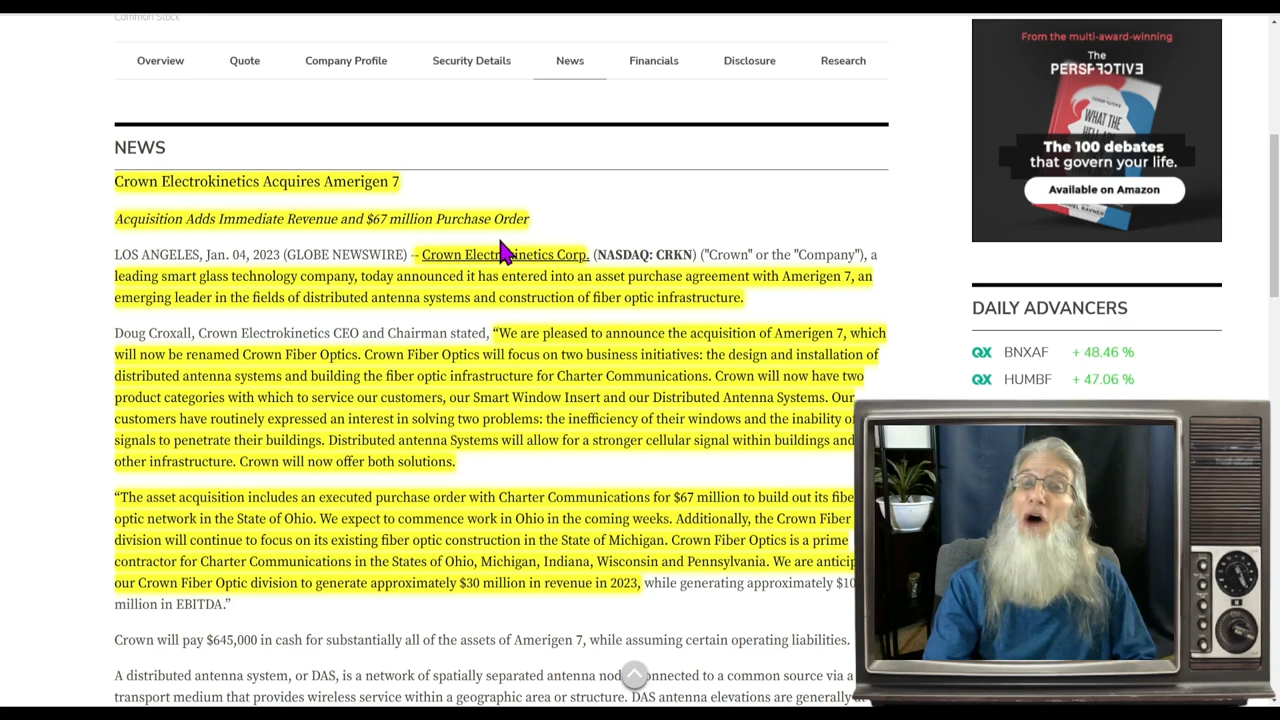 Common Stock
Overview Quote Company Profile Security Details News Financials Disclosure Research
NEWS
Crown Electrokinetics Acquires Amerigen 7
Acquisition Adds Immediate Revenue and $67 million Purchase Order
LOS ANGELES, Jan. 04, 2023 (GLOBE NEWSWIRE) -- Crown Electrokinetics Corp. (NASDAQ: CRKN) ("Crown" or the "Company"), a
leading smart glass technology company, today announced it has entered into an asset purchase agreement with Amerigen 7, an
emerging leader in the fields of distributed antenna systems and construction of fiber optic infrastructure.
Doug Croxall, Crown Electrokinetics CEO and Chairman stated, “We are pleased to announce the acquisition of Amerigen 7, which
will now be renamed Crown Fiber Optics. Crown Fiber Optics will focus on two business initiatives: the design and installation of
distributed antenna systems and building the fiber optic infrastructure for Charter Communications. Crown will now have two
product categories with which to service our customers, our Smart Window Insert and our Distributed Antenna Systems. Our
customers have routinely expressed an interest in solving two problems: the inefficiency of their windows and the inability
signals to penetrate their buildings. Distributed antenna Systems will allow for a stronger cellular signal within buildings and
other infrastructure. Crown will now offer both solutions.
“The asset acquisition includes an executed purchase order with Charter Communications for $67 million to build out its
optic network in the State of Ohio. We expect to commence work in Ohio in the coming weeks. Additionally, the Crown Fiber
division will continue to focus on its existing fiber optic construction in the State of Michigan. Crown Fiber Optics is a prime
contractor for Charter Communications in the States of Ohio, Michigan, Indiana, Wisconsin and Pennsylvania. We are
our Crown Fiber Optic division to generate approximately $30 million in revenue in 2023, while generating approximately $10
million in EBITDA.”
Crown will pay $645,000 in cash for substantially all of the assets of Amerigen 7, while assuming certain operating liabilities.
A distributed antenna system, or DAS, is a network of spatially separated antenna connected to a common source via a
transport medium that provides wireless service within a geographic area or structure. DAS antenna elevations are generally
From the multi-award-winning
The
PERSPECTIVE
WHAT THE
The 100 debates
that govern your life.
Available on Amazon
DANIEL RAVNER
DAILY ADVANCERS
QX BNXAF + 48.46 %
QX HUMBF + 47.06 %